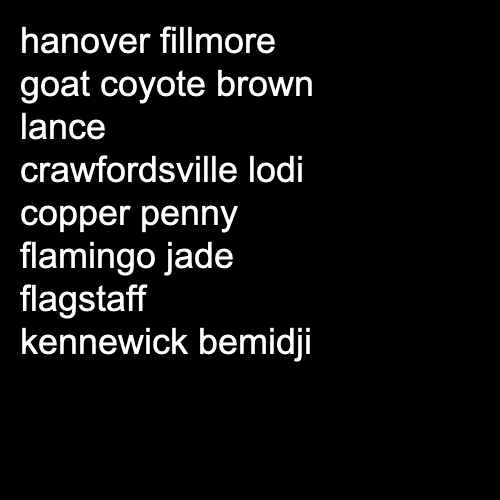 hanover fillmore
goat coyote brown
lance
crawfordsville lodi
copper penny
flamingo jade
flagstaff
kennewick bemidji